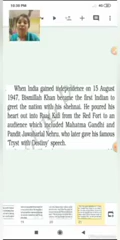 When India gained independence on 15 August
1947, Bismillah Khan became the first Indian to
greet the nation with his shehnai. He poured his
heart out into Raag Kafi from the Red Fort to an
audience which included Mahatma Gandhi and
Pandit Jawaharlal Nehru, who later gave his famous
'Tryst with Destiny' speech.